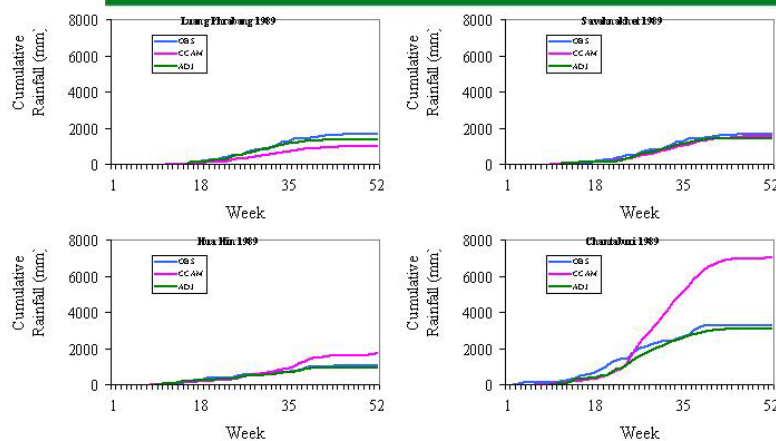 Luang Phrabang 1989
8000
6000
4000
2000
0
Cumulative
Rainfall (mm)
OBS
CCAM
ADJ
1 18 35 52
Week
Savahnakhet 1989
8000
6000
4000
2000
0
Cumulative
Rainfall (mm)
OBS
CCAM
ADJ
1 18 35 52
Week
Hua Hin 1989
8000
6000
4000
2000
0
Cumulative
Rainfall (mm)
OBS
CCAM
ADJ
1 18 35 52
Week
Chantaburi 1989
8000
6000
4000
2000
0
Cumulative
Rainfall (mm)
OBS
CCAM
ADJ
1 18 35 52
Week